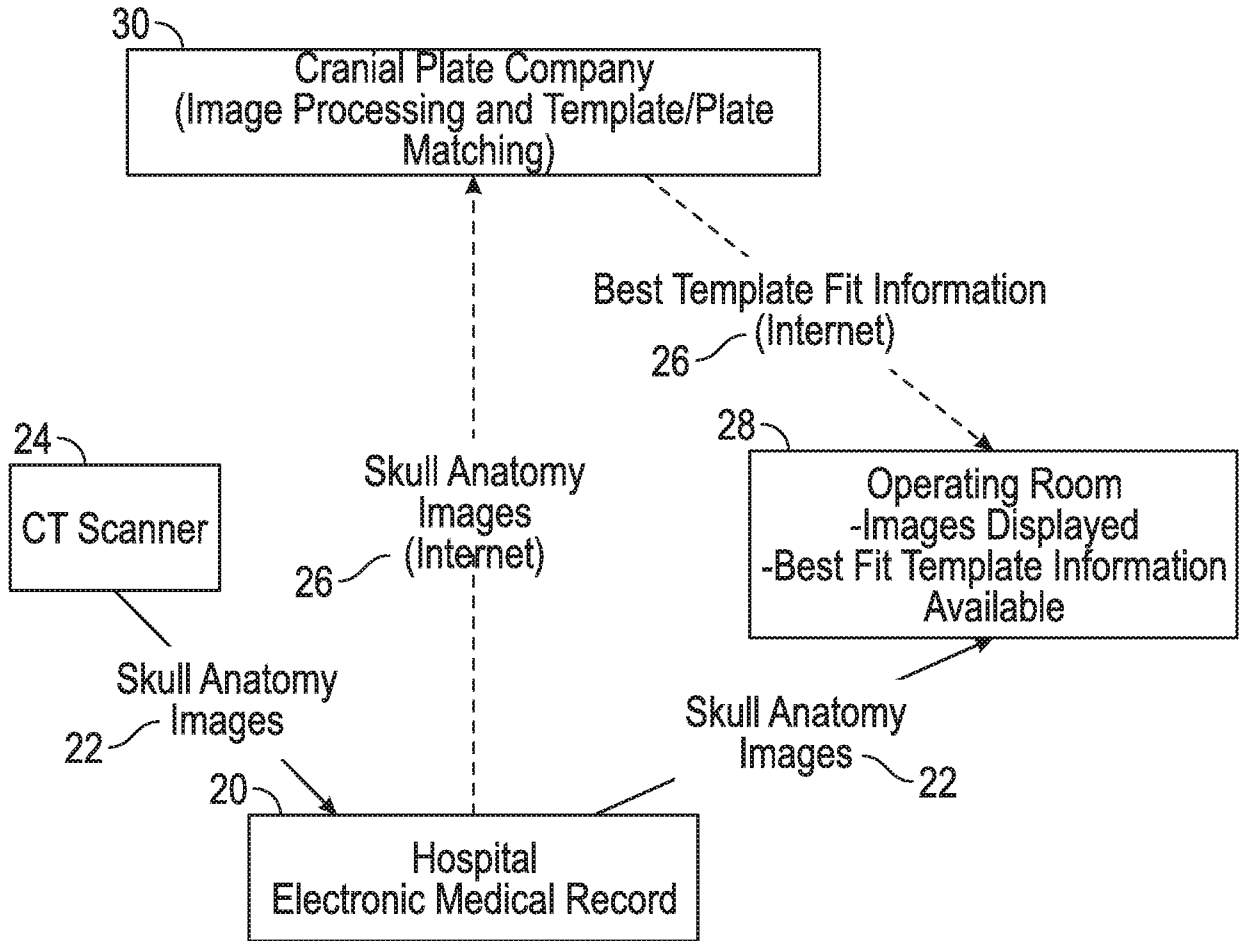 30
Cranial Plate Company
(Image Processing and Template/Plate
Matching)
Best Template Fit Information
(Internet)
26
24
CT Scanner
Skull Anatomy
Images
(Internet)
26
28
Operating Room
-Images Displayed
-Best Fit Template Information
Available
Skull Anatomy
Images
22
Skull Anatomy
Images
22
20
Hospital
Electronic Medical Record